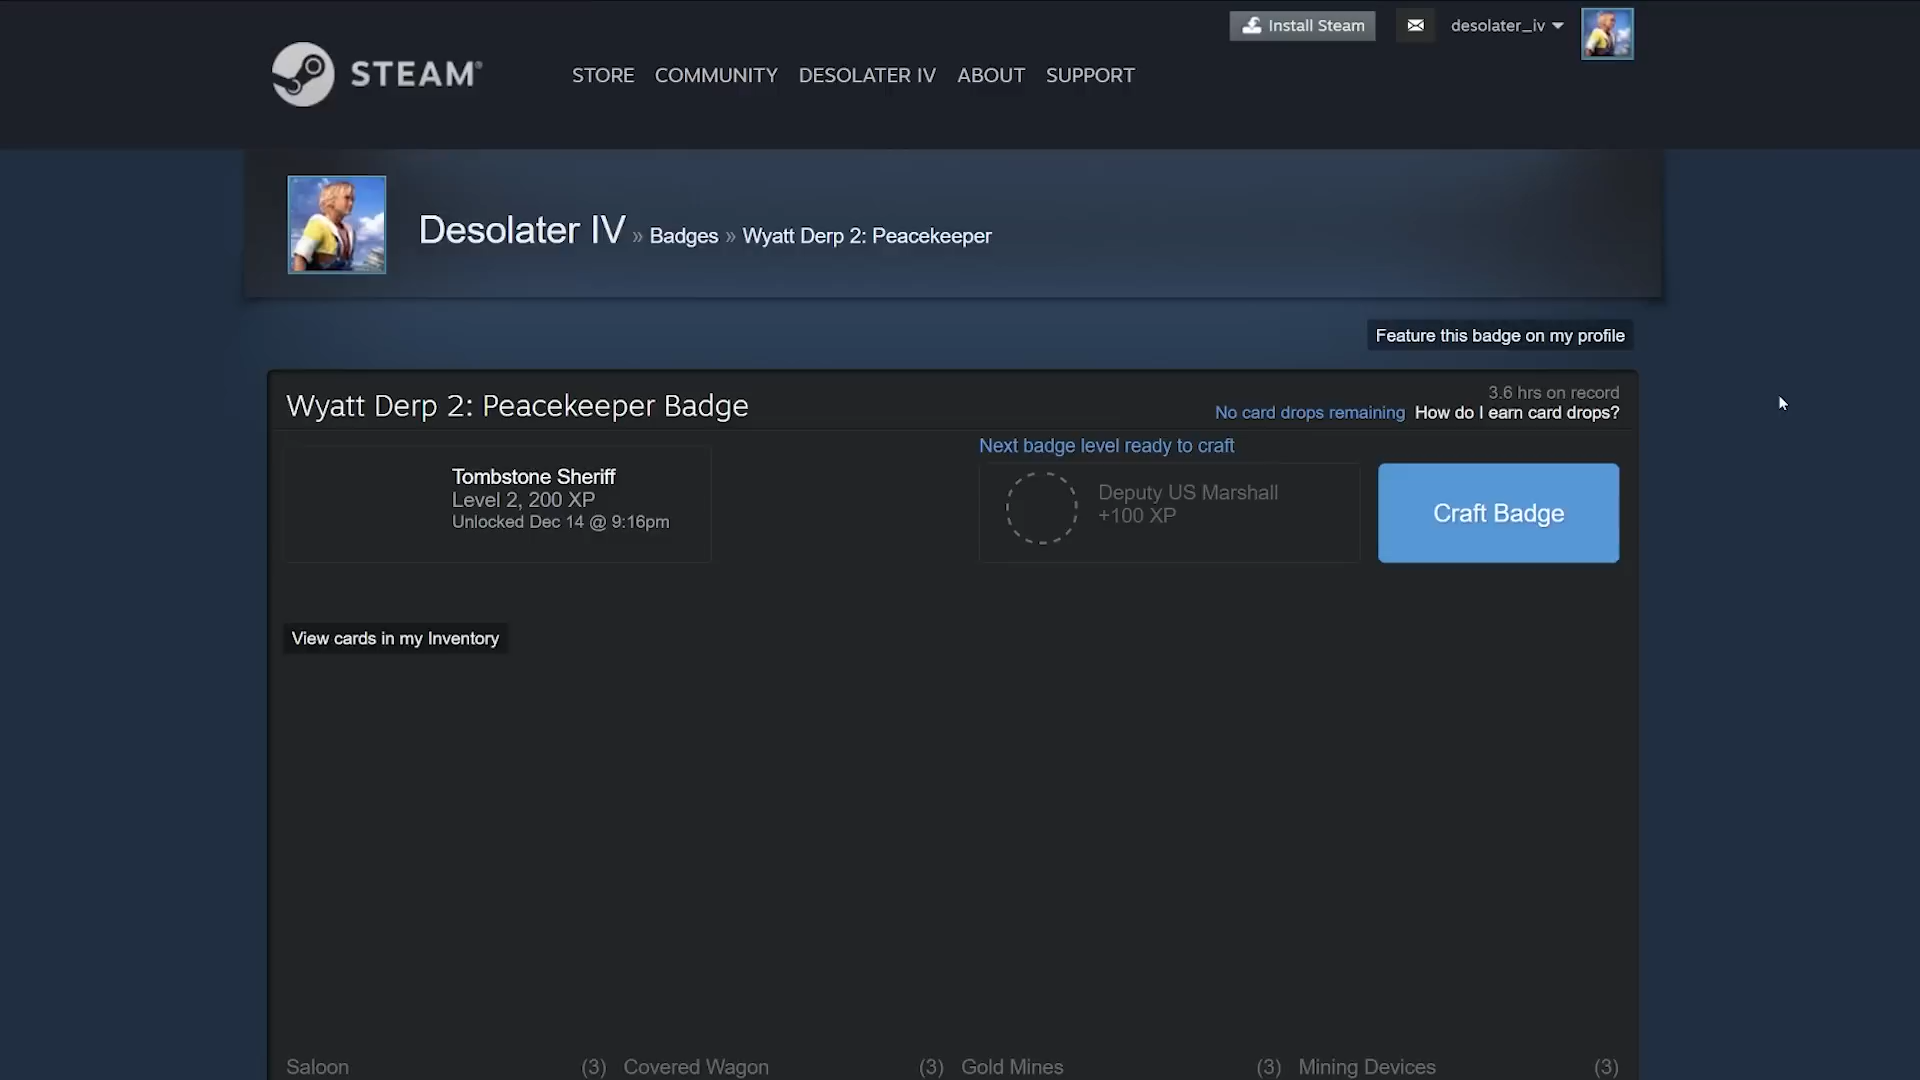 Install Steam
desolater_iv
STEAM®
STORE COMMUNITY DESOLATER IV ABOUT SUPPORT
Desolater IV » Badges » Wyatt Derp 2: Peacekeeper
Feature this badge on my profile
Wyatt Derp 2: Peacekeeper Badge
3.6 hrs on record
No card drops remaining How do I earn card drops?
Next badge level ready to craft
Tombstone Sheriff
Level 2, 200 XP
Unlocked Dec 14 @ 9:16pm
Deputy US Marshall
+100 XP
Craft Badge
View cards in my Inventory
Saloon (3) Covered Wagon (3) Gold Mines (3) Mining Devices (3)